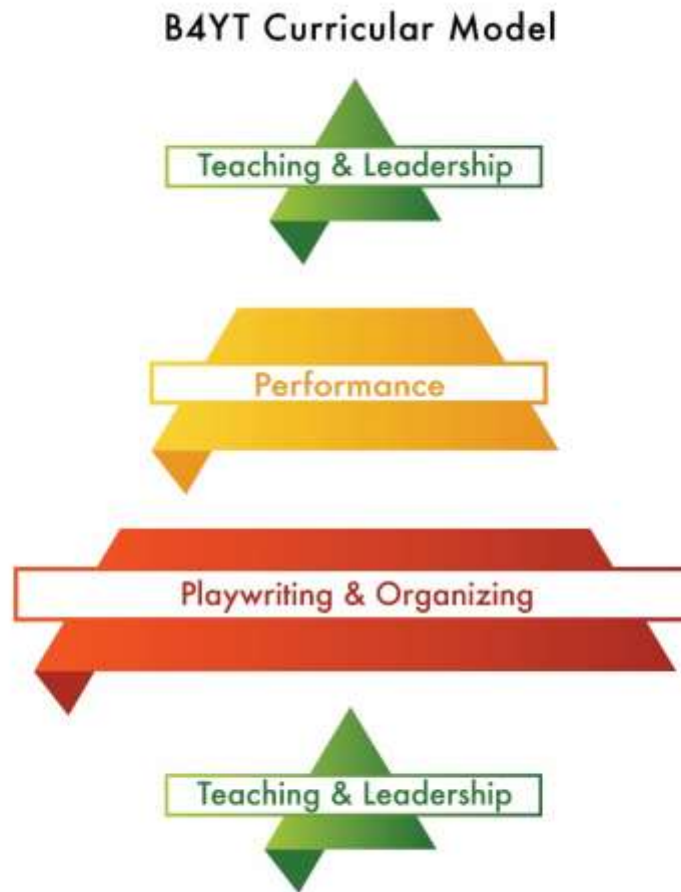 B4YT Curricular Model
Teaching & Leadership
Performance
Playwriting & Organizing
Teaching & Leadership